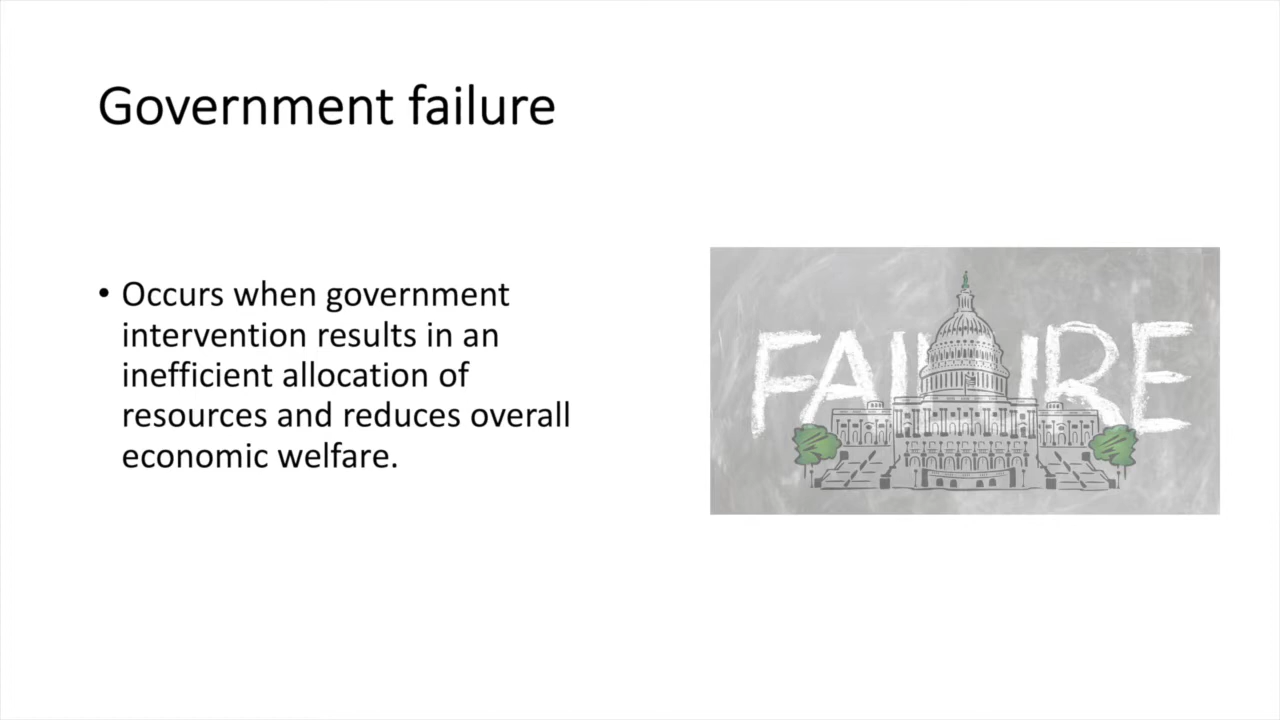 Government failure
• Occurs when government
intervention results in an
inefficient allocation of
resources and reduces overall
economic welfare.
FAILURE